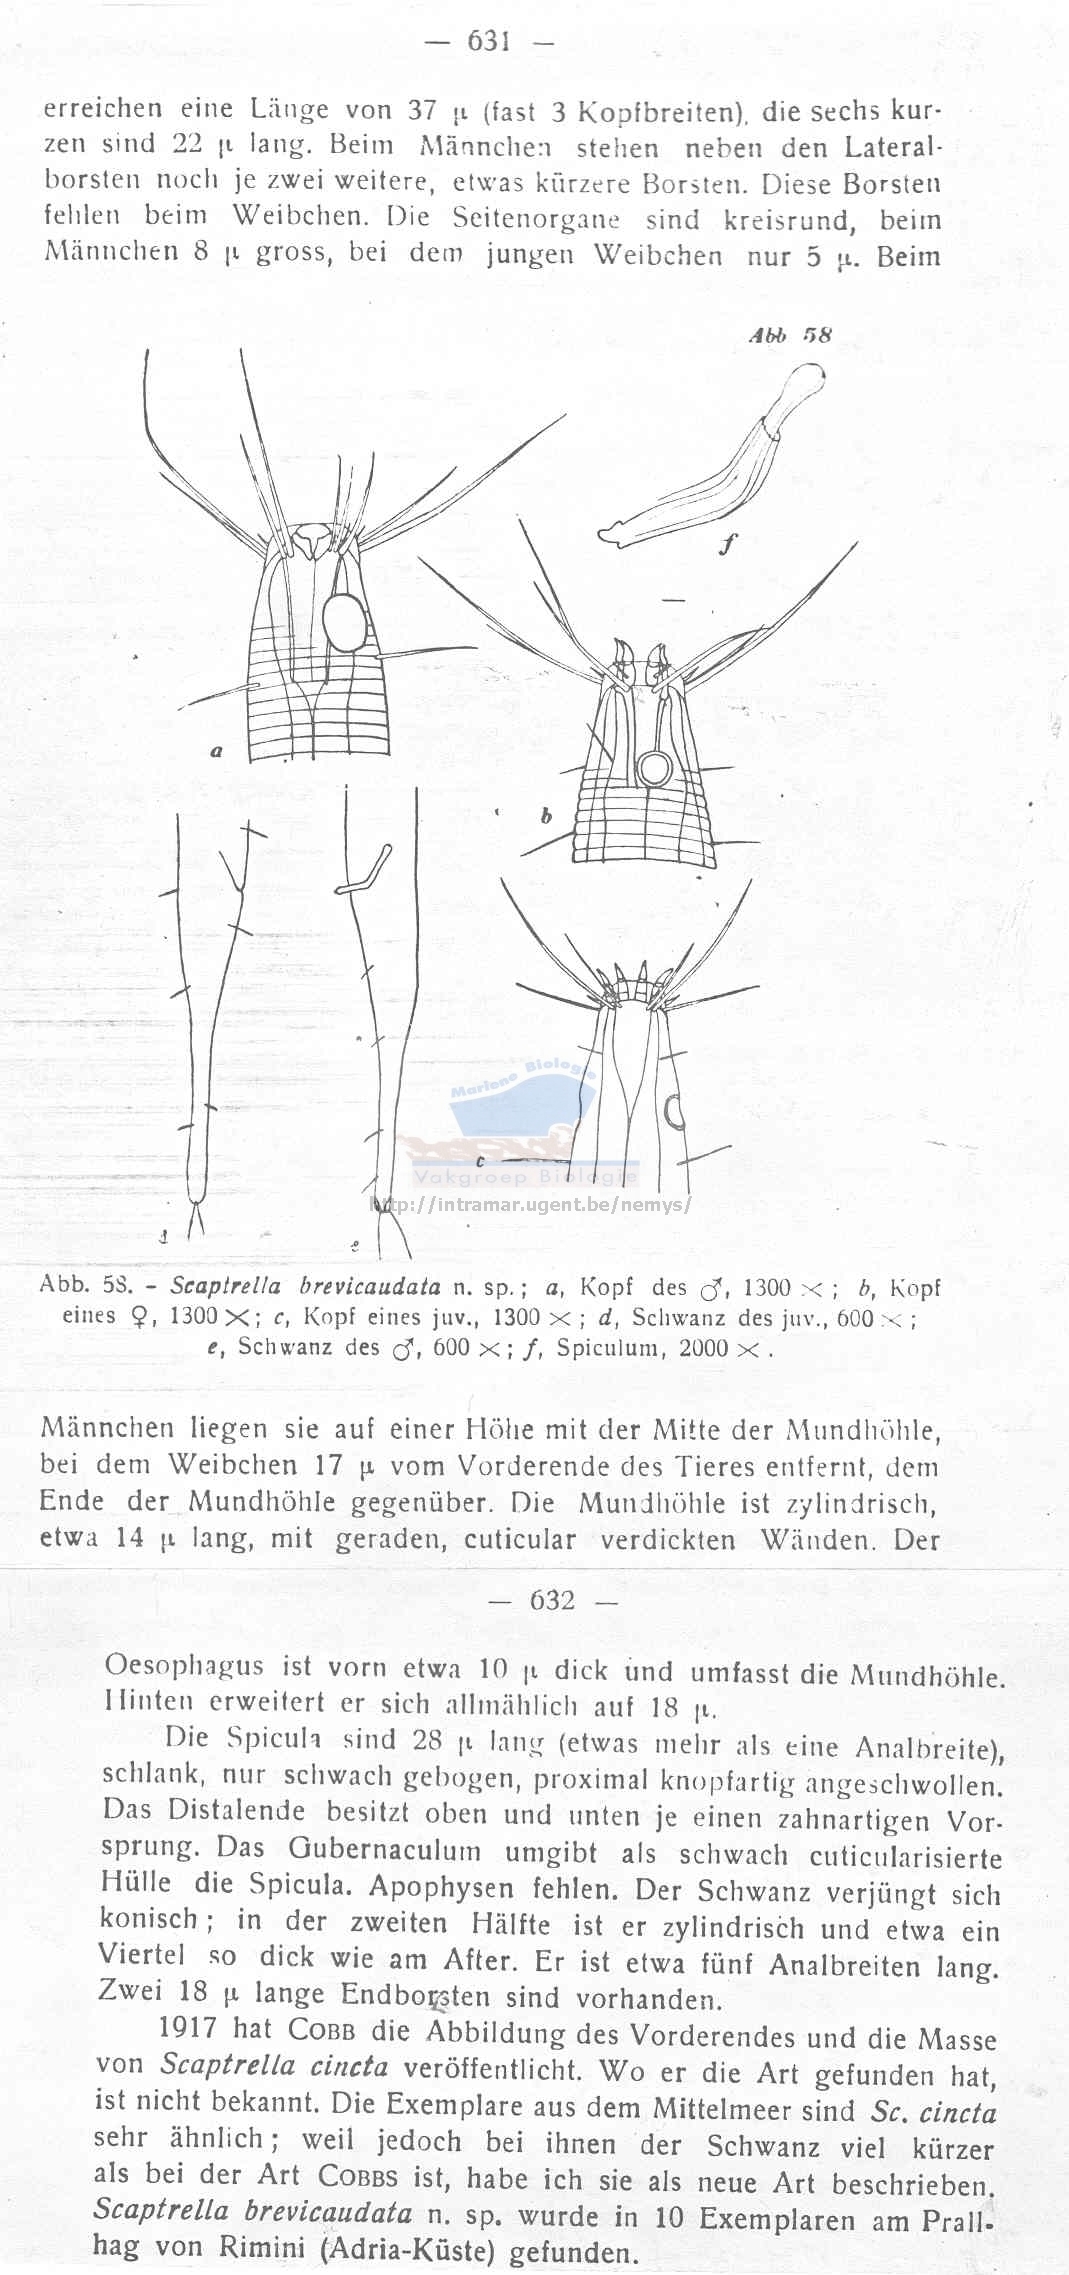 — 631 —
erreichen eine Länge von 37 µ (fast 3 Kopfbreiten), die sechs kur-
zen sind 22 µ lang. Beim Männchen stehen neben den Lateral-
borsten noch je zwei weitere, etwas kürzere Borsten. Diese Borsten
fehlen beim Weibchen. Die Seitenorgane sind kreisrund, beim
Männchen 8 µ gross, bei dem jungen Weibchen nur 5 µ. Beim
Abb 58
f
a
b
Marine Biologie
c
Vakgroep Biologie
http://intramar.ugent.be/nemys/
d
e
Abb. 58. - Scaptrella brevicaudata n. sp.; a, Kopf des ♂, 1300 ×; b, Kopf
eines ♀, 1300 ×; c, Kopf eines juv., 1300 ×; d, Schwanz des juv., 600 ×;
e, Schwanz des ♂, 600 ×; f, Spiculum, 2000 ×.
Männchen liegen sie auf einer Höhe mit der Mitte der Mundhöhle,
bei dem Weibchen 17 µ vom Vorderende des Tieres entfernt, dem
Ende der Mundhöhle gegenüber. Die Mundhöhle ist zylindrisch,
etwa 14 µ lang, mit geraden, cuticular verdickten Wänden. Der
— 632 —
Oesophagus ist vorn etwa 10 µ dick und umfasst die Mundhöhle.
Hinten erweitert er sich allmählich auf 18 µ.
Die Spicula sind 28 µ lang (etwas mehr als eine Analbreite),
schlank, nur schwach gebogen, proximal knopfartig angeschwollen.
Das Distalende besitzt oben und unten je einen zahnartigen Vor-
sprung. Das Gubernaculum umgibt als schwach cuticularisierte
Hülle die Spicula. Apophysen fehlen. Der Schwanz verjüngt sich
konisch; in der zweiten Hälfte ist er zylindrisch und etwa ein
Viertel so dick wie am After. Er ist etwa fünf Analbreiten lang.
Zwei 18 µ lange Endborsten sind vorhanden.
1917 hat COBB die Abbildung des Vorderendes und die Masse
von Scaptrella cincta veröffentlicht. Wo er die Art gefunden hat,
ist nicht bekannt. Die Exemplare aus dem Mittelmeer sind Sc. cincta
sehr ähnlich; weil jedoch bei ihnen der Schwanz viel kürzer
als bei der Art COBBS ist, habe ich sie als neue Art beschrieben.
Scaptrella brevicaudata n. sp. wurde in 10 Exemplaren am Prall-
hag von Rimini (Adria-Küste) gefunden.